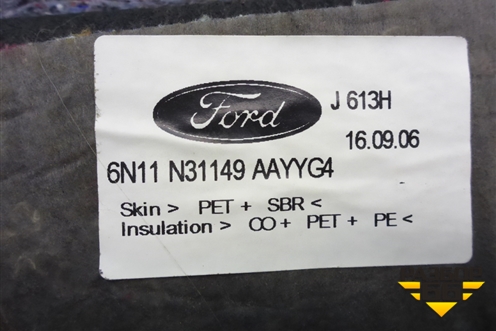 Ford
J 613H
16.09.06
6N11 N31149 AAYYG4
Skin > PET + SBR <
Insulation > CO + PET + PE <